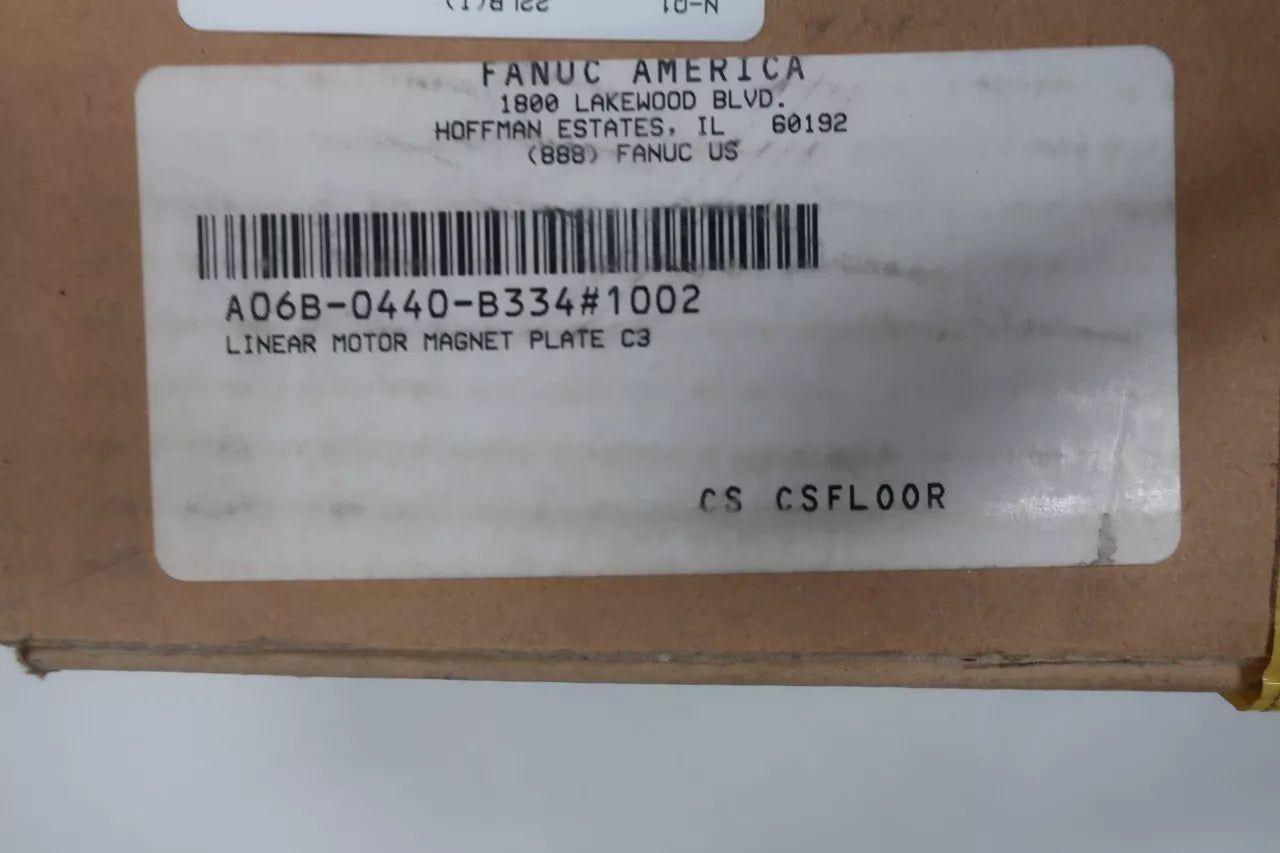 FANUC AMERICA
1800 LAKEWOOD BLVD.
HOFFMAN ESTATES, IL 60192
(888) FANUC US
A06B-0440-B334#1002
LINEAR MOTOR MAGNET PLATE C3
CS CSFLOOR